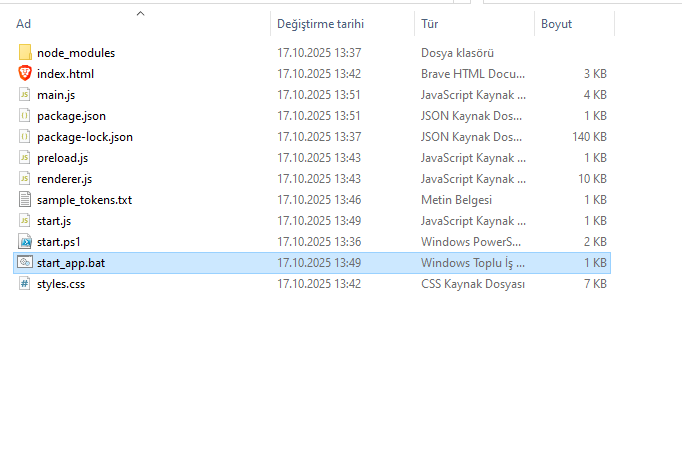 Ad Değiştirme tarihi Tür Boyut
node_modules 17.10.2025 13:37 Dosya klasörü
index.html 17.10.2025 13:42 Brave HTML Docu... 3 KB
main.js 17.10.2025 13:51 JavaScript Kaynak ... 4 KB
package.json 17.10.2025 13:51 JSON Kaynak Dos... 1 KB
package-lock.json 17.10.2025 13:37 JSON Kaynak Dos... 140 KB
preload.js 17.10.2025 13:43 JavaScript Kaynak ... 1 KB
renderer.js 17.10.2025 13:43 JavaScript Kaynak ... 10 KB
sample_tokens.txt 17.10.2025 13:46 Metin Belgesi 1 KB
start.js 17.10.2025 13:49 JavaScript Kaynak ... 1 KB
start.ps1 17.10.2025 13:36 Windows PowerS... 2 KB
start_app.bat 17.10.2025 13:49 Windows Toplu İş ... 1 KB
styles.css 17.10.2025 13:42 CSS Kaynak Dosyası 7 KB